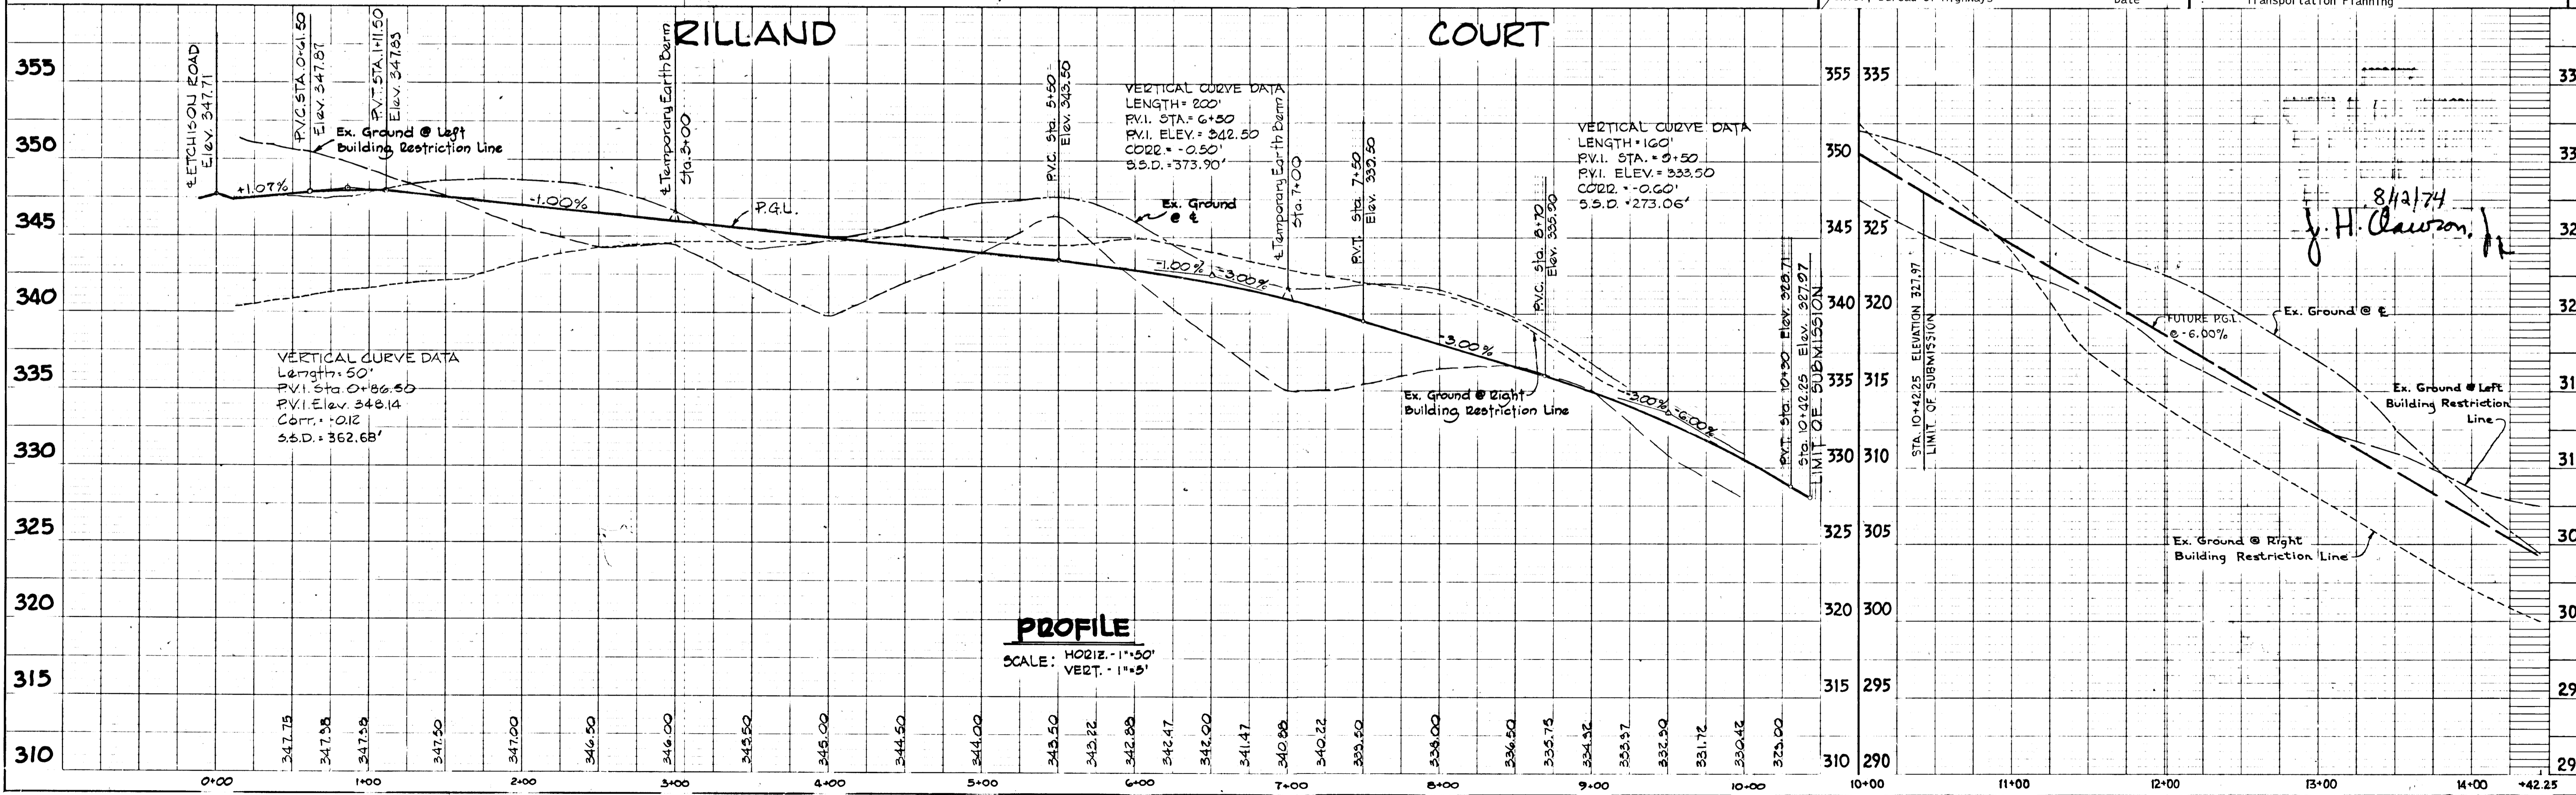 Date
Transportation Planning
RILLAND COURT
℄ ETCHISON ROAD
Elev. 347.71
P.V.C. STA. 0+61.50
Elev. 347.87
P.V.T. STA. 1+11.50
Elev. 347.89
Ex. Ground @ Left
Building Restriction Line
+1.07%
-1.00%
℄ Temporary Earth Berm
Sta. 3+00
P.G.L.
P.V.C. Sta. 5+50
Elev. 343.50
VERTICAL CURVE DATA
LENGTH = 200'
P.V.I. STA. = 6+50
P.V.I. ELEV. = 342.50
CORR. = -0.50'
S.S.D. = 373.90'
Ex. Ground
@ ℄
-1.00%
-3.00%
℄ Temporary Earth Berm
Sta. 7+00
P.V.T. Sta. 7+50
Elev. 339.50
VERTICAL CURVE DATA
LENGTH = 160'
P.V.I. STA. = 9+50
P.V.I. ELEV. = 333.50
CORR. = -0.60'
S.S.D. = 273.06'
P.V.C. Sta. 8+70
Elev. 335.90
-3.00%
Ex. Ground @ Right
Building Restriction Line
-3.00%
-6.00%
P.V.T. Sta. 10+30 Elev. 328.71
Sta. 10+42.25 Elev. 327.97
LIMIT OF SUBMISSION
VERTICAL CURVE DATA
Length = 50'
P.V.I. Sta. 0+86.50
P.V.I. Elev. 348.14
Corr. = -0.12
S.S.D. = 362.68'
STA. 10+42.25 ELEVATION 327.97
LIMIT OF SUBMISSION
8/12/74
J. H. Clawson, Jr
FUTURE P.G.L.
@ -6.00%
Ex. Ground @ ℄
Ex. Ground @ Left
Building Restriction
Line
Ex. Ground @ Right
Building Restriction Line
PROFILE
SCALE: HORIZ. - 1"=50'
VERT. - 1"=5'
355
350
345
340
335
330
325
320
315
310
355 335
350
345 325
340 320
335 315
330 310
325 305
320 300
315 295
310 290
347.75 347.98 347.98 347.50 347.00 346.50 346.00 345.50 345.00 344.50 344.00 343.50 343.22 342.88 342.47 342.00 341.47 340.88 340.22 339.50 338.00 336.50 335.75 334.92 333.97 332.90 331.72 330.42 329.00
0+00 1+00 2+00 3+00 4+00 5+00 6+00 7+00 8+00 9+00 10+00
10+00 11+00 12+00 13+00 14+00 +42.25